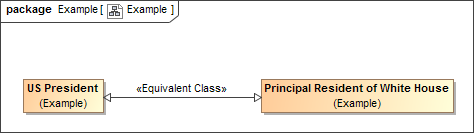 package Example [ Example ]
«Equivalent Class»
US President
(Example)
Principal Resident of White House
(Example)